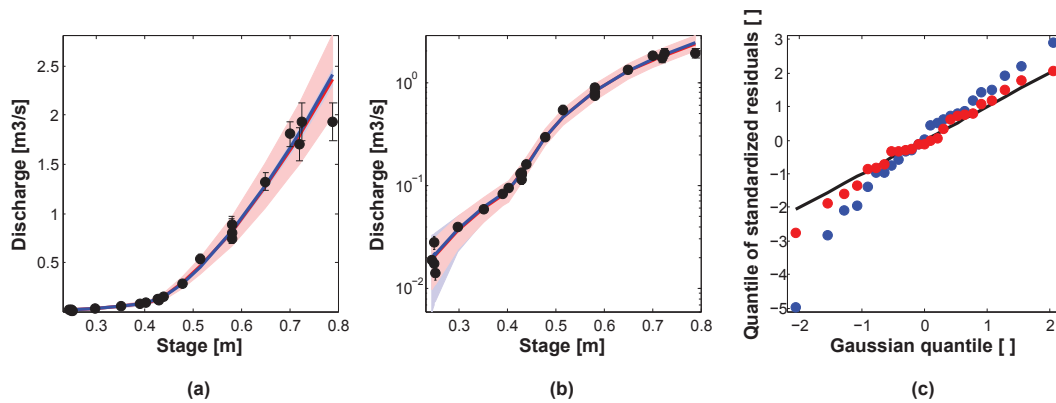 2.5
2
1.5
1
0.5
Discharge [m3/s]
0.3 0.4 0.5 0.6 0.7 0.8
Stage [m]
(a)
10^0
10^-1
10^-2
Discharge [m3/s]
0.3 0.4 0.5 0.6 0.7 0.8
Stage [m]
(b)
3
2
1
0
−1
−2
−3
−4
−5
Quantile of standardized residuals [ ]
−2 −1 0 1 2
Gaussian quantile [ ]
(c)